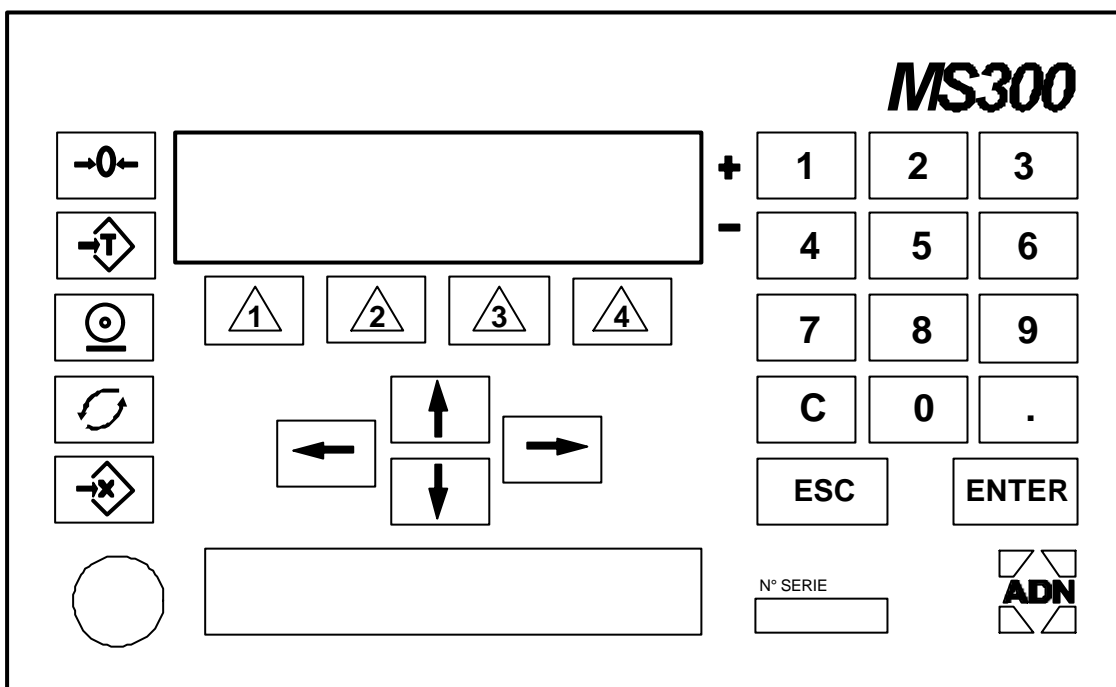 MS300
→0← + 1 2 3
→T - 4 5 6
1 2 3 4
7 8 9
C 0 .
→X
ESC ENTER
N° SERIE
ADN